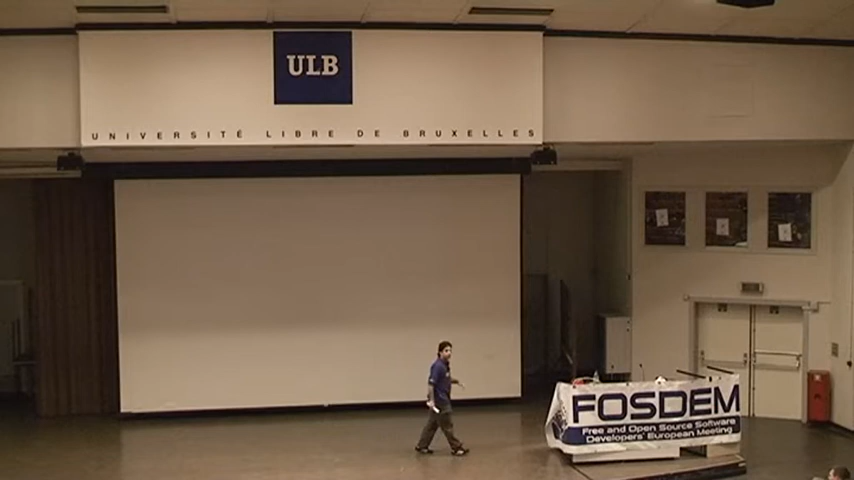 ULB
UNIVERSITÉ LIBRE DE BRUXELLES
FOSDEM
Free and Open Source Software
Developers' European Meeting